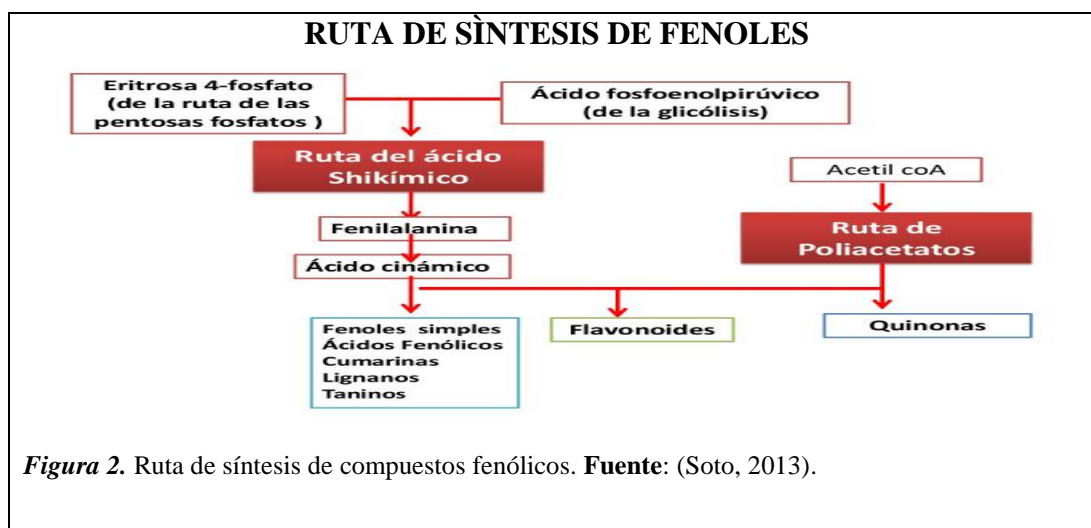 RUTA DE SÌNTESIS DE FENOLES
Eritrosa 4-fosfato
(de la ruta de las
pentosas fosfatos )
Ácido fosfoenolpirúvico
(de la glicólisis)
Ruta del ácido
Shikímico
Acetil coA
Fenilalanina
Ruta de
Poliacetatos
Ácido cinámico
Fenoles simples
Ácidos Fenólicos
Cumarinas
Lignanos
Taninos
Flavonoides
Quinonas
Figura 2. Ruta de síntesis de compuestos fenólicos. Fuente: (Soto, 2013).